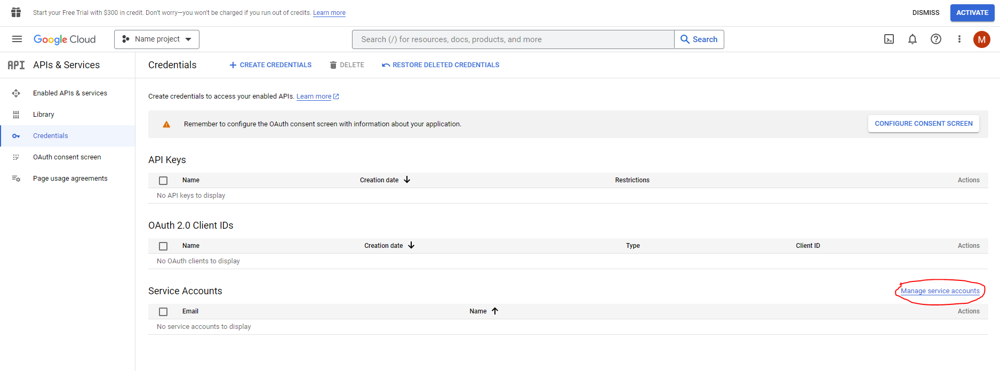 Start your Free Trial with $300 in credit. Don't worry—you won't be charged if you run out of credits. Learn more
DISMISS
ACTIVATE
Google Cloud
Name project
Search (/) for resources, docs, products, and more
Search
M
API APIs & Services
Credentials
CREATE CREDENTIALS
DELETE
RESTORE DELETED CREDENTIALS
Enabled APIs & services
Library
Credentials
OAuth consent screen
Page usage agreements
Create credentials to access your enabled APIs. Learn more
Remember to configure the OAuth consent screen with information about your application.
CONFIGURE CONSENT SCREEN
API Keys
Name Creation date Restrictions Actions
No API keys to display
OAuth 2.0 Client IDs
Name Creation date Type Client ID Actions
No OAuth clients to display
Service Accounts
Manage service accounts
Email Name Actions
No service accounts to display